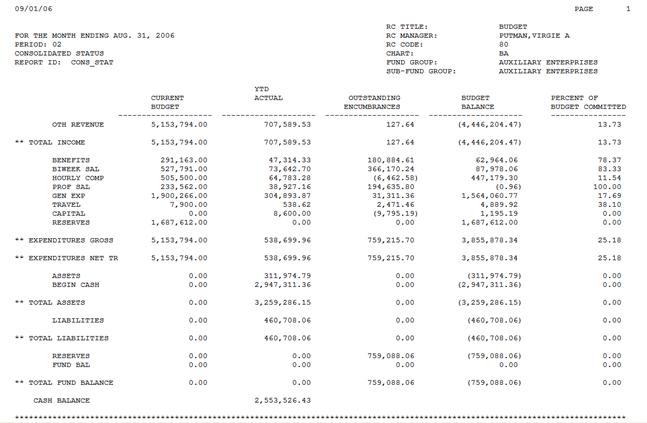 09/01/06 PAGE 1
RC TITLE: BUDGET
FOR THE MONTH ENDING AUG. 31, 2006 RC MANAGER: PUTMAN,VIRGIE A
PERIOD: 02 RC CODE: 80
CONSOLIDATED STATUS CHART: BA
REPORT ID: CONS_STAT FUND GROUP: AUXILIARY ENTERPRISES
SUB-FUND GROUP: AUXILIARY ENTERPRISES
YTD
CURRENT ACTUAL OUTSTANDING BUDGET PERCENT OF
BUDGET ENCUMBRANCES BALANCE BUDGET COMMITTED
OTH REVENUE 5,153,794.00 707,589.53 127.64 (4,446,204.47) 13.73
** TOTAL INCOME 5,153,794.00 707,589.53 127.64 (4,446,204.47) 13.73
BENEFITS 291,163.00 47,314.33 180,884.61 62,964.06 78.37
BIWEEK SAL 527,791.00 73,642.70 366,170.24 87,978.06 83.33
HOURLY COMP 505,500.00 64,783.28 (6,462.58) 447,179.30 11.54
PROF SAL 233,562.00 38,927.16 194,635.80 (0.96) 100.00
GEN EXP 1,900,266.00 304,893.87 31,311.36 1,564,060.77 17.69
TRAVEL 7,900.00 538.62 2,471.46 4,889.92 38.10
CAPITAL 0.00 8,600.00 (9,795.19) 1,195.19 0.00
RESERVES 1,687,612.00 0.00 0.00 1,687,612.00 0.00
** EXPENDITURES GROSS 5,153,794.00 538,699.96 759,215.70 3,855,878.34 25.18
** EXPENDITURES NET TR 5,153,794.00 538,699.96 759,215.70 3,855,878.34 25.18
ASSETS 0.00 311,974.79 0.00 (311,974.79) 0.00
BEGIN CASH 0.00 2,947,311.36 0.00 (2,947,311.36) 0.00
** TOTAL ASSETS 0.00 3,259,286.15 0.00 (3,259,286.15) 0.00
LIABILITIES 0.00 460,708.06 0.00 (460,708.06) 0.00
** TOTAL LIABILITIES 0.00 460,708.06 0.00 (460,708.06) 0.00
RESERVES 0.00 0.00 759,088.06 (759,088.06) 0.00
FUND BAL 0.00 0.00 0.00 0.00 0.00
** TOTAL FUND BALANCE 0.00 0.00 759,088.06 (759,088.06) 0.00
CASH BALANCE 2,553,526.43